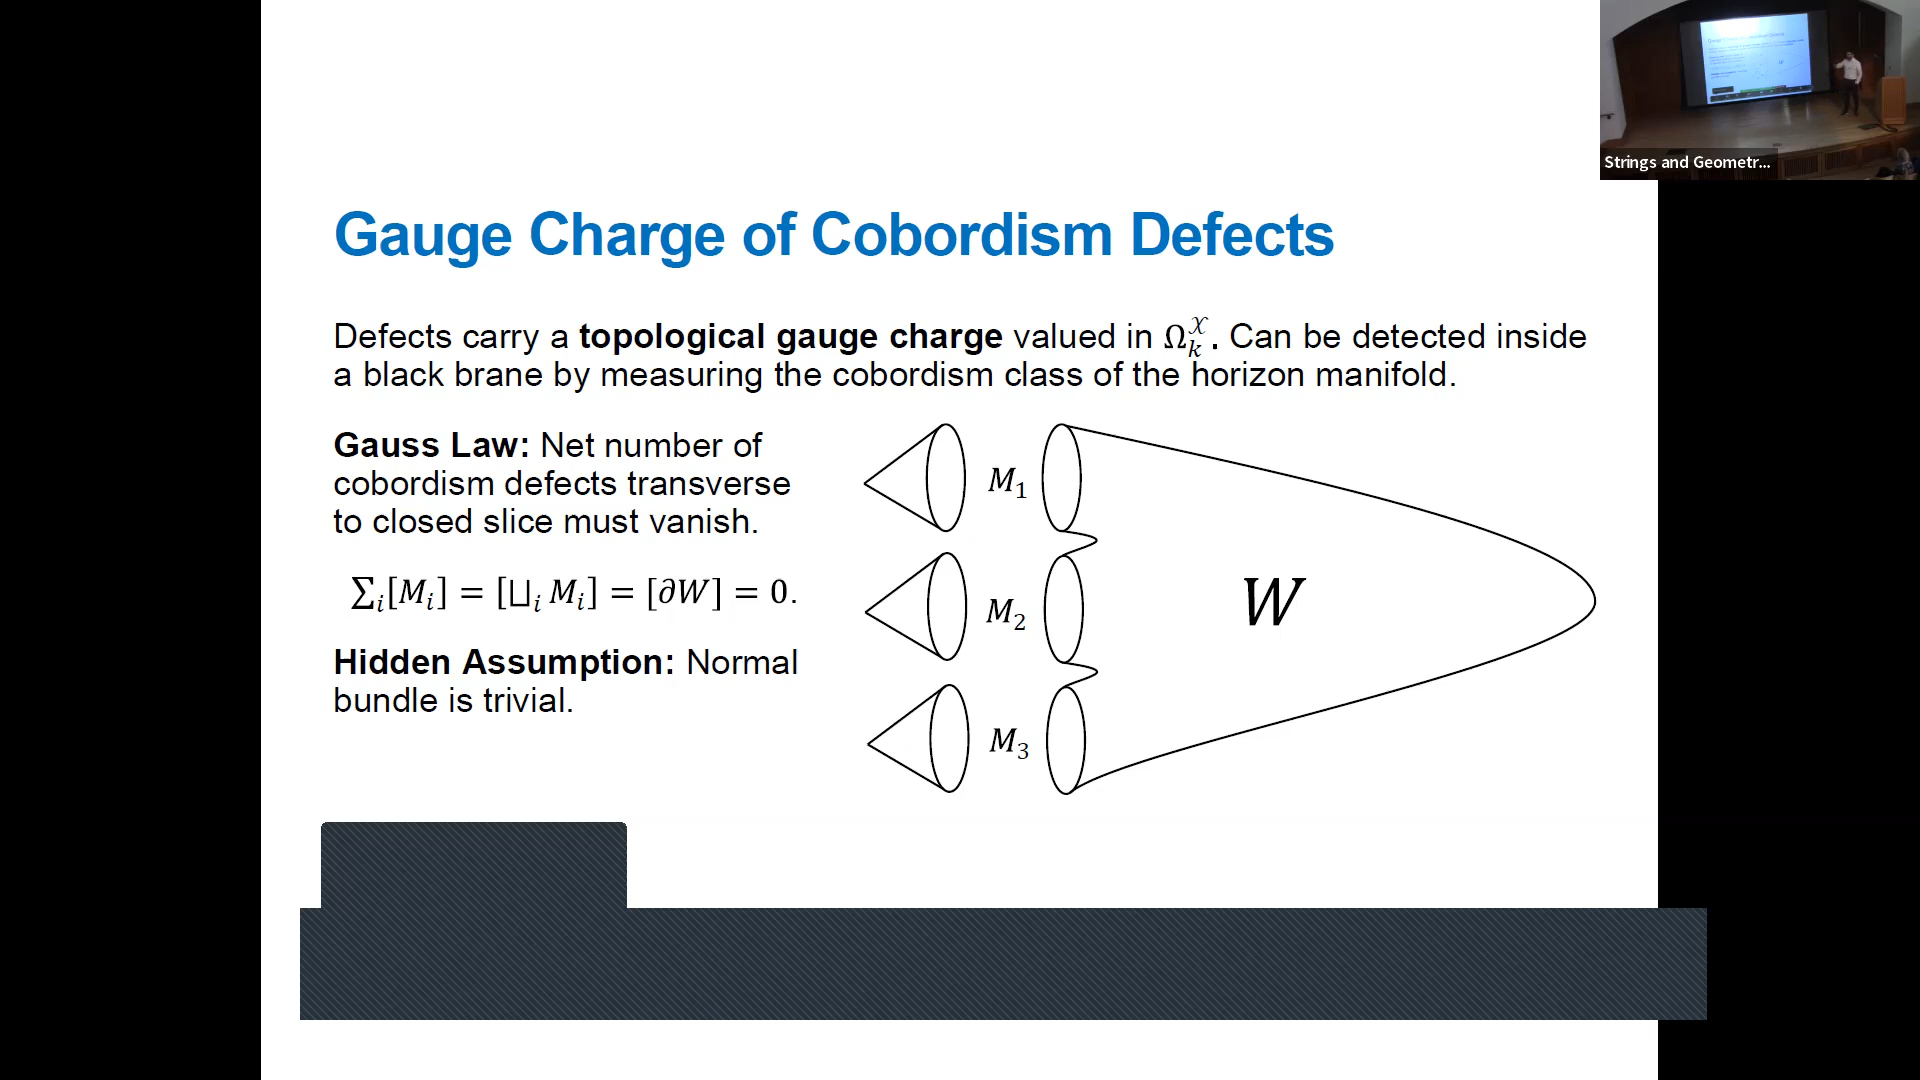 Strings and Geometr...
Gauge Charge of Cobordism Defects
Defects carry a topological gauge charge valued in Ω_k^𝒳. Can be detected inside
a black brane by measuring the cobordism class of the horizon manifold.
Gauss Law: Net number of
cobordism defects transverse
to closed slice must vanish.
∑_i[M_i] = [⊔_i M_i] = [∂W] = 0.
Hidden Assumption: Normal
bundle is trivial.
M_1
M_2
M_3
W